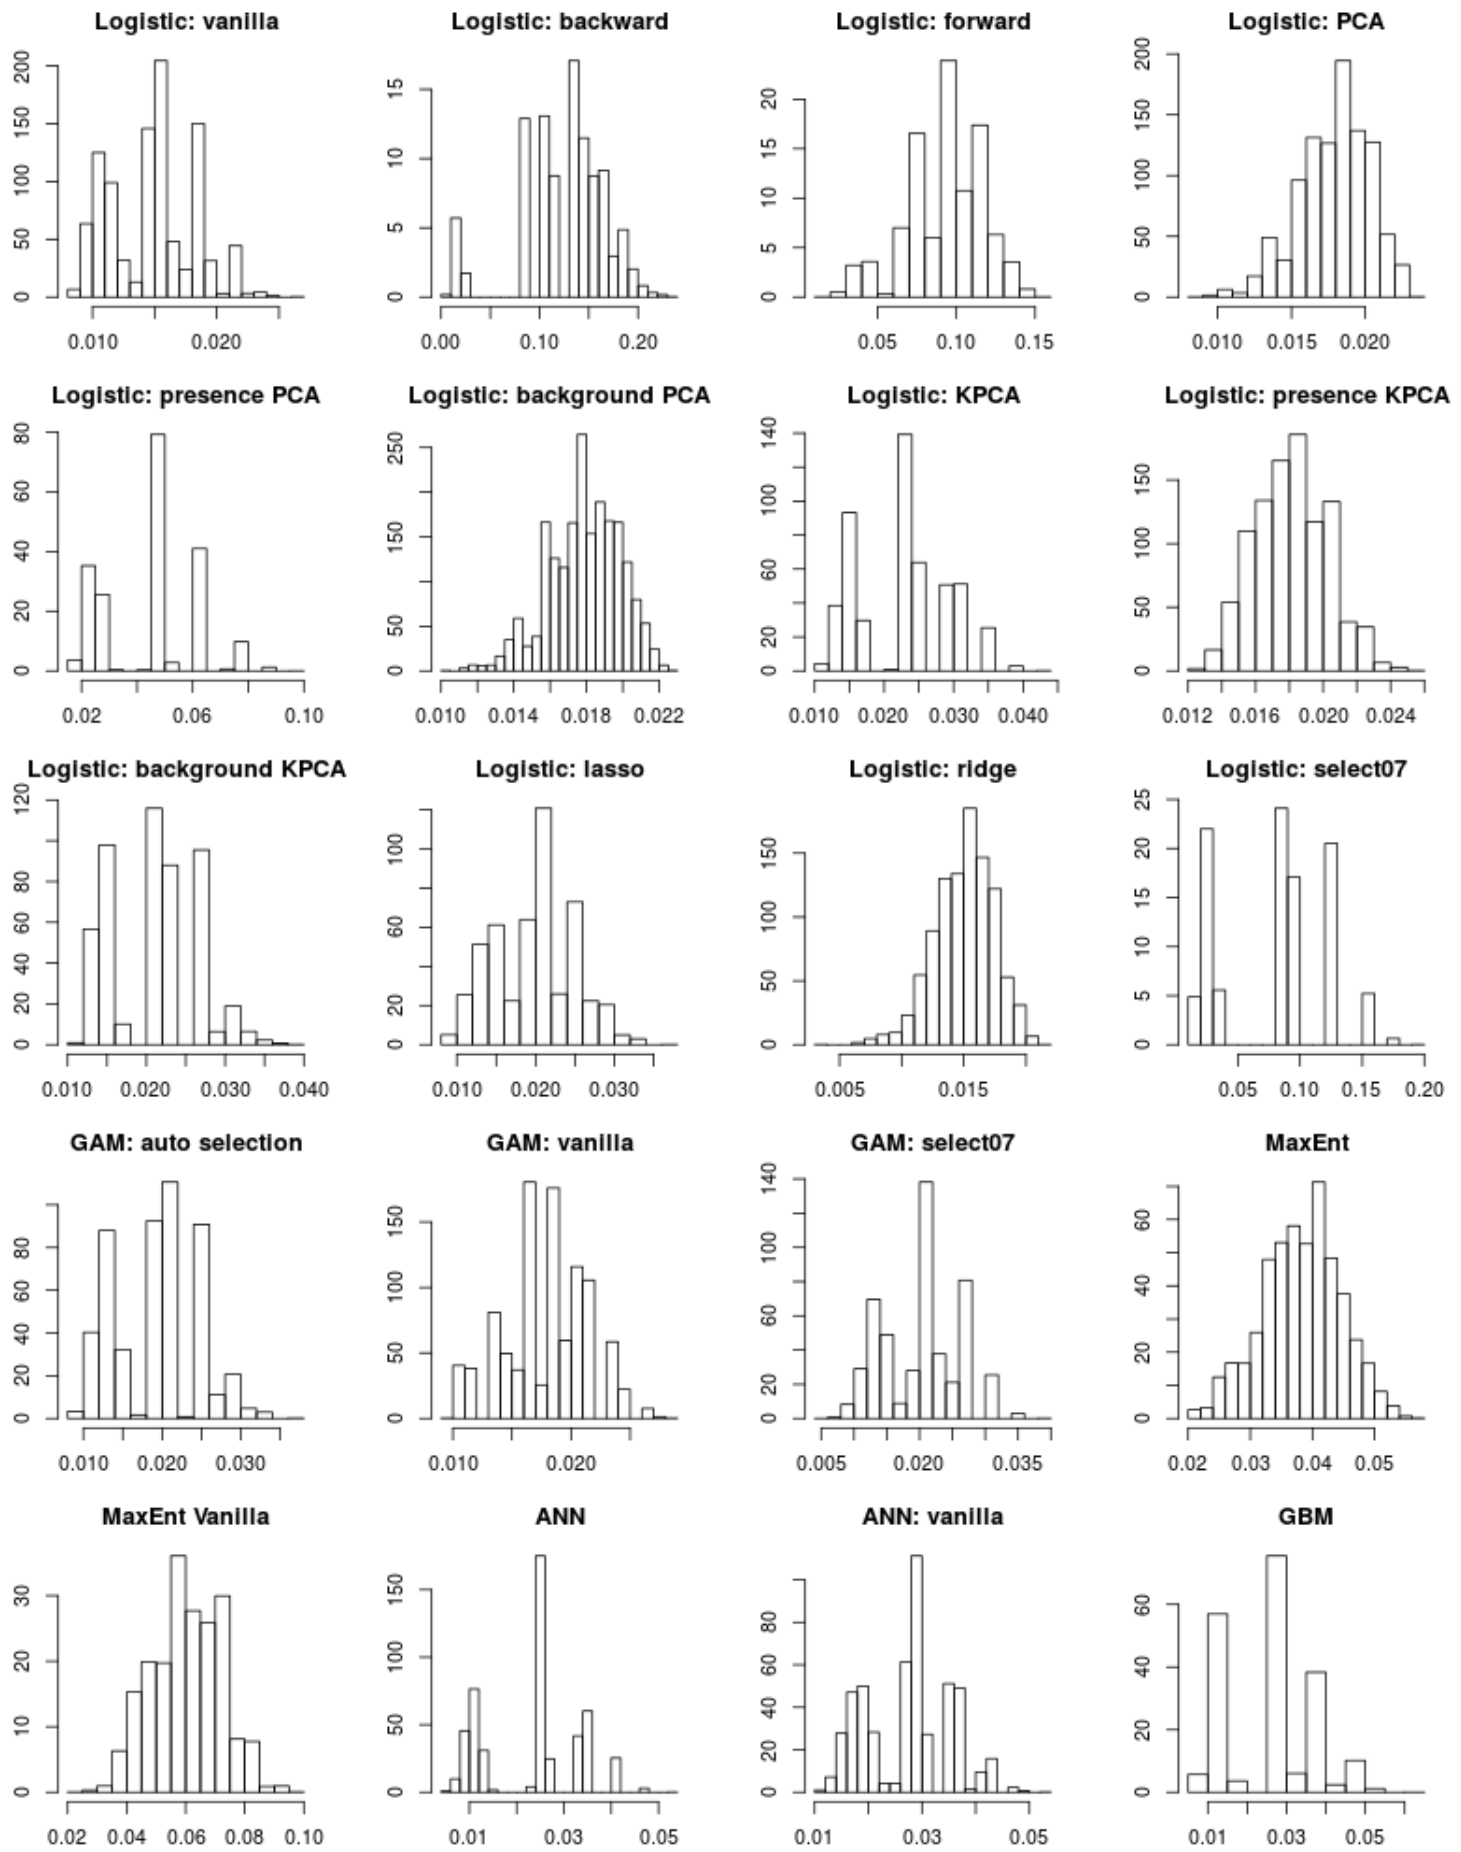 Logistic: vanilla Logistic: backward Logistic: forward Logistic: PCA
0 50 100 150 200 0 5 10 15 0 5 10 15 20 0 50 100 150 200
0.010 0.020 0.00 0.10 0.20 0.05 0.10 0.15 0.010 0.015 0.020
Logistic: presence PCA Logistic: background PCA Logistic: KPCA Logistic: presence KPCA
0 20 40 60 80 0 50 150 250 0 20 60 100 140 0 50 100 150
0.02 0.06 0.10 0.010 0.014 0.018 0.022 0.010 0.020 0.030 0.040 0.012 0.016 0.020 0.024
Logistic: background KPCA Logistic: lasso Logistic: ridge Logistic: select07
0 20 40 60 80 120 0 20 60 100 0 50 100 150 0 5 10 15 20 25
0.010 0.020 0.030 0.040 0.010 0.020 0.030 0.005 0.015 0.05 0.10 0.15 0.20
GAM: auto selection GAM: vanilla GAM: select07 MaxEnt
0 20 40 60 80 0 50 100 150 0 20 60 100 140 0 20 40 60
0.010 0.020 0.030 0.010 0.020 0.005 0.020 0.035 0.02 0.03 0.04 0.05
MaxEnt Vanilla ANN ANN: vanilla GBM
0 10 20 30 0 50 100 150 0 20 40 60 80 0 20 40 60
0.02 0.04 0.06 0.08 0.10 0.01 0.03 0.05 0.01 0.03 0.05 0.01 0.03 0.05